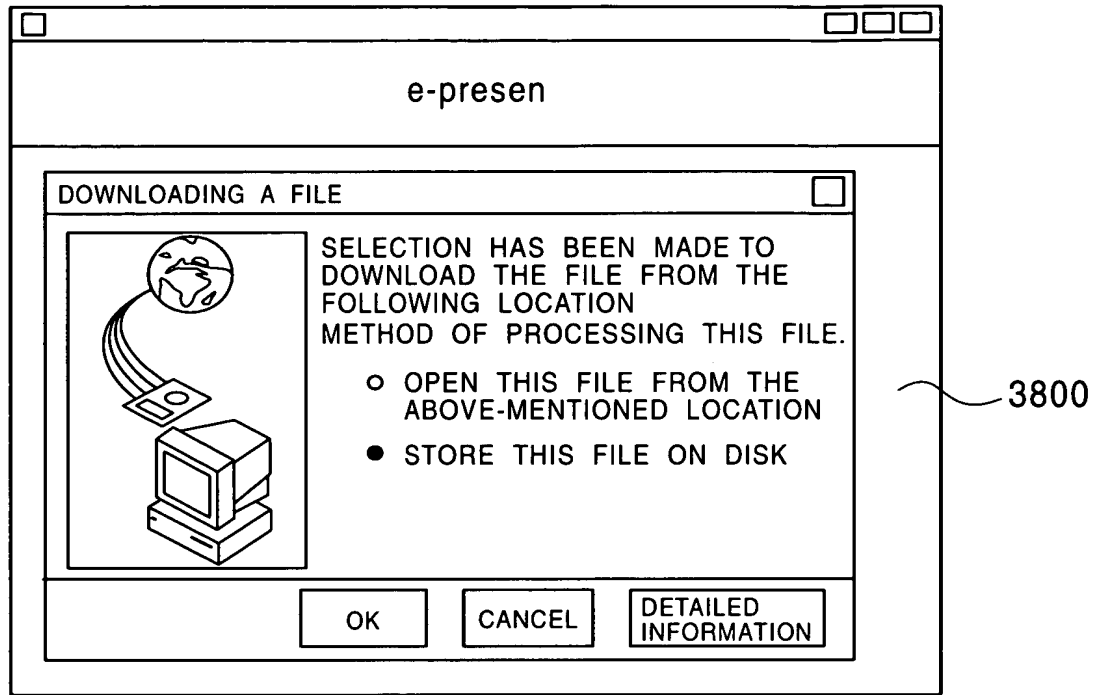 e-presen
DOWNLOADING A FILE
SELECTION HAS BEEN MADE TO
DOWNLOAD THE FILE FROM THE
FOLLOWING LOCATION
METHOD OF PROCESSING THIS FILE.
OPEN THIS FILE FROM THE
ABOVE-MENTIONED LOCATION
STORE THIS FILE ON DISK
3800
OK
CANCEL
DETAILED
INFORMATION